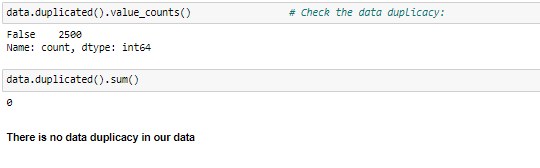 data.duplicated().value_counts() # Check the data duplicacy:
False 2500
Name: count, dtype: int64
data.duplicated().sum()
0
There is no data duplicacy in our data